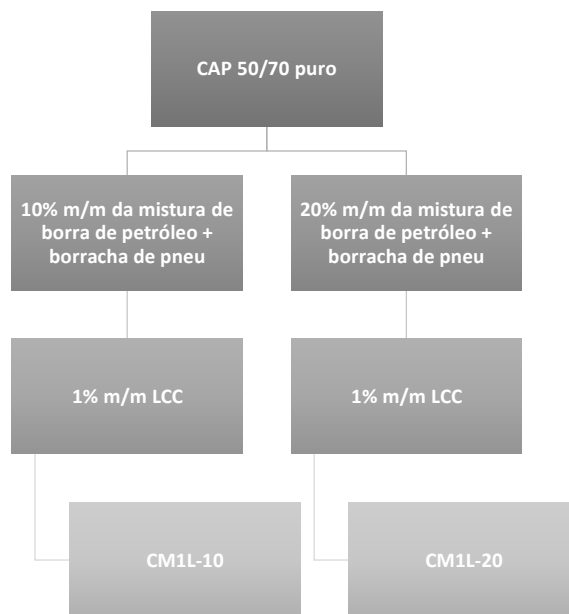 CAP 50/70 puro
10% m/m da mistura de
borra de petróleo +
borracha de pneu
20% m/m da mistura de
borra de petróleo +
borracha de pneu
1% m/m LCC
1% m/m LCC
CM1L-10
CM1L-20